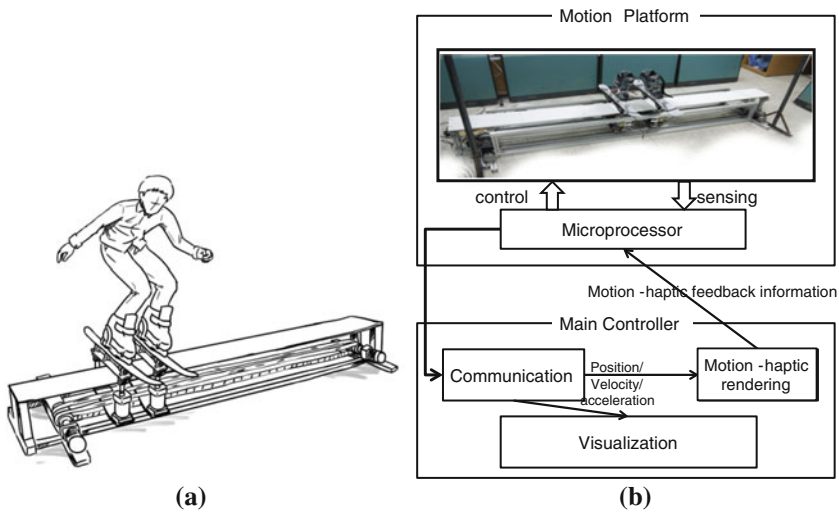 Motion Platform
control
sensing
Microprocessor
Motion -haptic feedback information
Main Controller
Communication
Position/
Velocity/
acceleration
Motion -haptic
rendering
Visualization
(a)
(b)